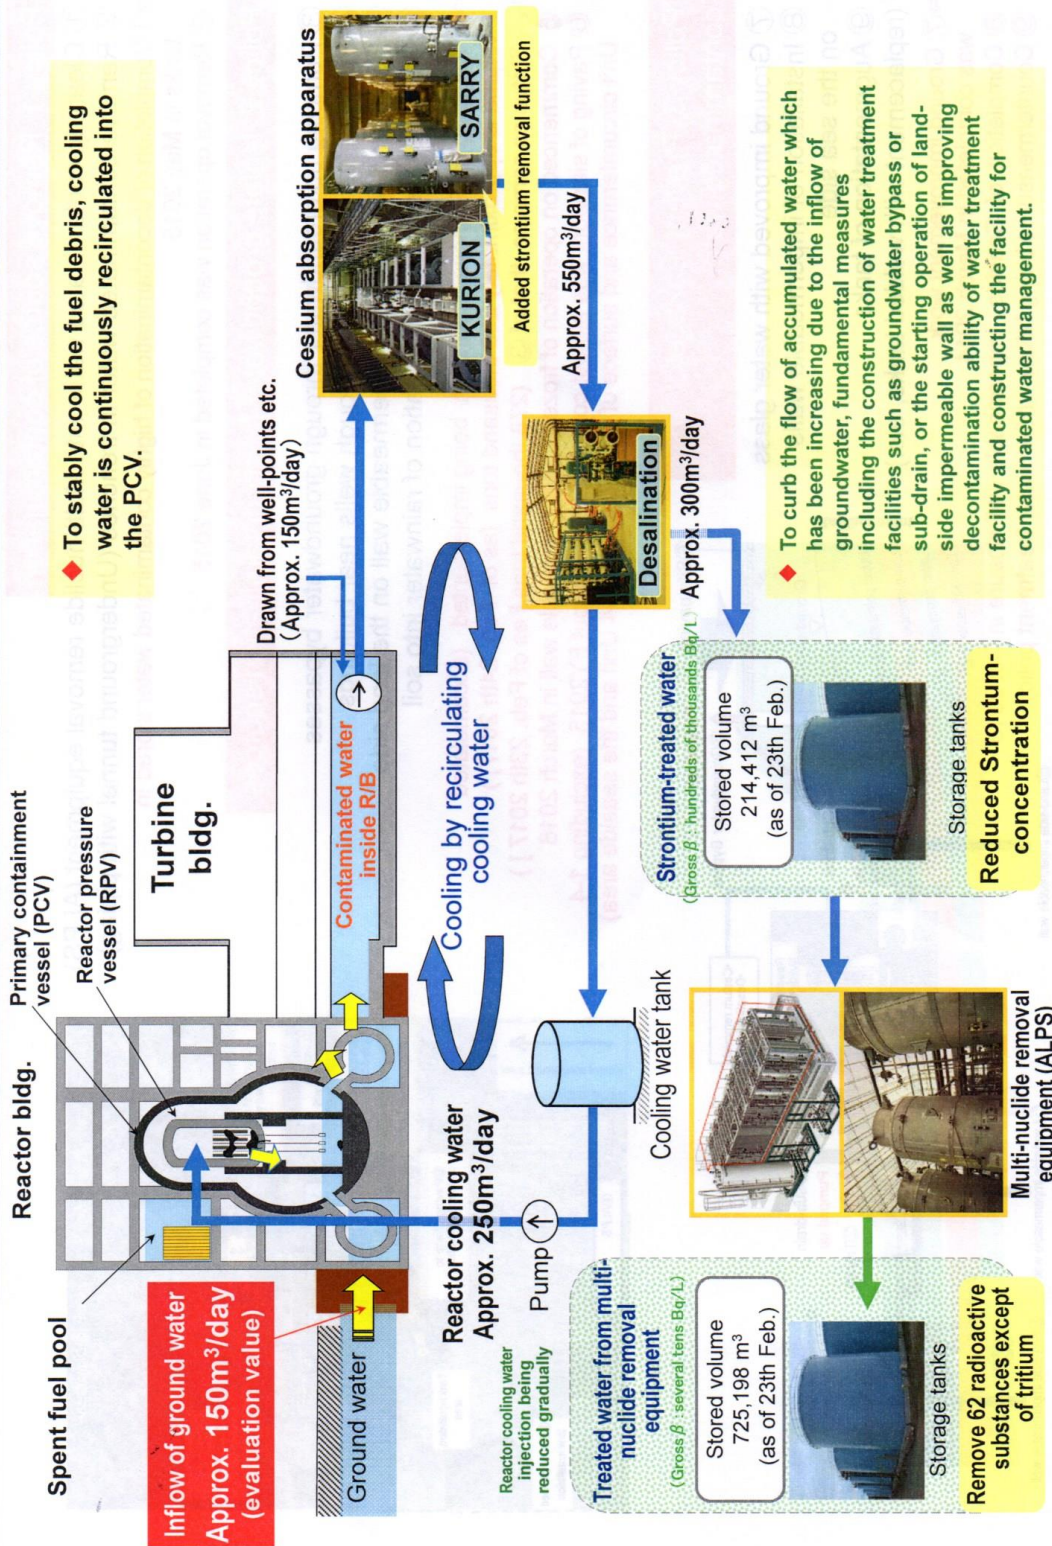 Reactor bldg.
Primary containment
vessel (PCV)
Reactor pressure
vessel (RPV)
Spent fuel pool
Turbine
bldg.
◆ To stably cool the fuel debris, cooling
water is continuously recirculated into
the PCV.
Inflow of ground water
Approx. 150m³/day
(evaluation value)
Ground water
Contaminated water
inside R/B
Drawn from well-points etc.
(Approx. 150m³/day)
Cesium absorption apparatus
KURION
SARRY
Added strontium removal function
Approx. 550m³/day
Cooling by recirculating
cooling water
Reactor cooling water
Approx. 250m³/day
Reactor cooling water
injection being
reduced gradually
Pump
Cooling water tank
Desalination
Approx. 300m³/day
Treated water from multi-
nuclide removal
equipment
(Gross β : several tens Bq/L)
Stored volume
725,198 m³
(as of 23th Feb.)
Storage tanks
Remove 62 radioactive
substances except
of tritium
Multi-nuclide removal
equipment (ALPS)
Strontium-treated water
(Gross β : hundreds of thousands Bq/L)
Stored volume
214,412 m³
(as of 23th Feb.)
Storage tanks
Reduced Strontum-
concentration
◆ To curb the flow of accumulated water which
has been increasing due to the inflow of
groundwater, fundamental measures
including the construction of water treatment
facilities such as groundwater bypass or
sub-drain, or the starting operation of land-
side impermeable wall as well as improving
decontamination ability of water treatment
facility and constructing the facility for
contaminated water management.